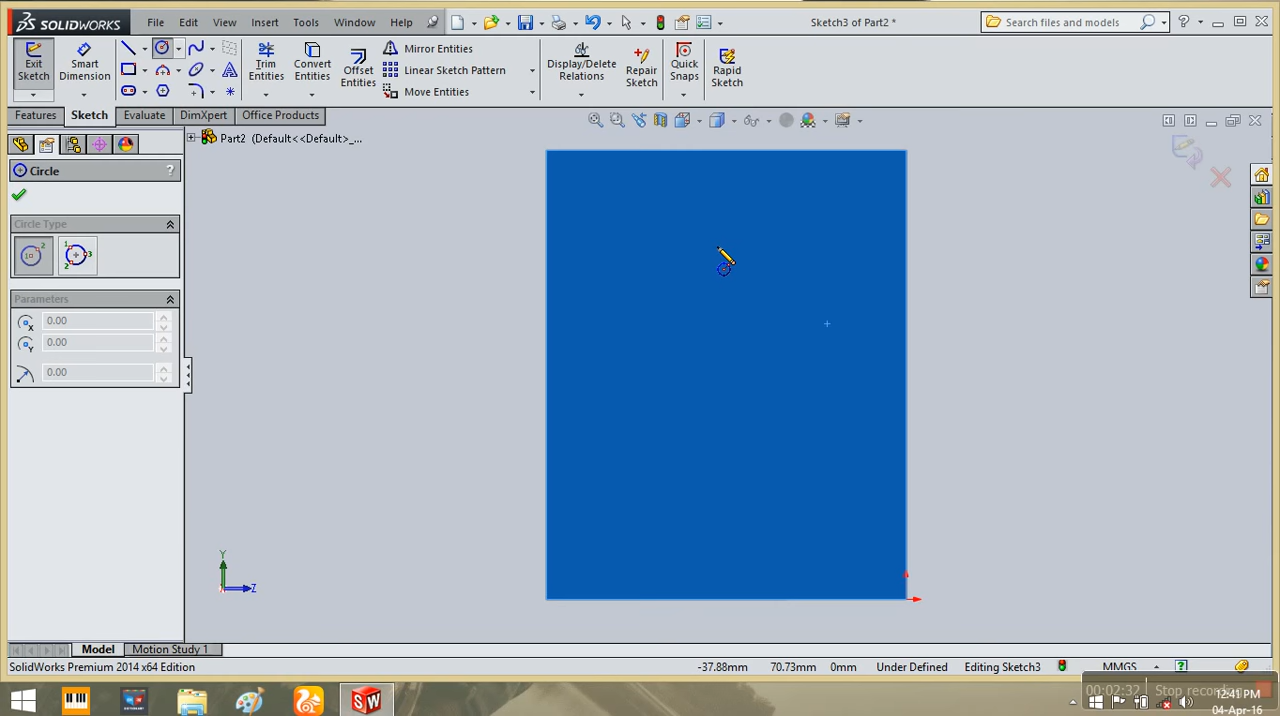 SOLIDWORKS File Edit View Insert Tools Window Help Sketch3 of Part2 * Search files and models
Exit Sketch
Smart Dimension
Trim Entities
Convert Entities
Offset Entities
Mirror Entities
Linear Sketch Pattern
Move Entities
Display/Delete Relations
Repair Sketch
Quick Snaps
Rapid Sketch
Features Sketch Evaluate DimXpert Office Products
Part2 (Default<<Default>_...
Circle ?
Circle Type
Parameters
0.00
0.00
0.00
Y
Z
Model Motion Study 1
SolidWorks Premium 2014 x64 Edition -37.88mm 70.73mm 0mm Under Defined Editing Sketch3 MMGS
00:02:32 Stop recording
12:41 PM
04-Apr-16